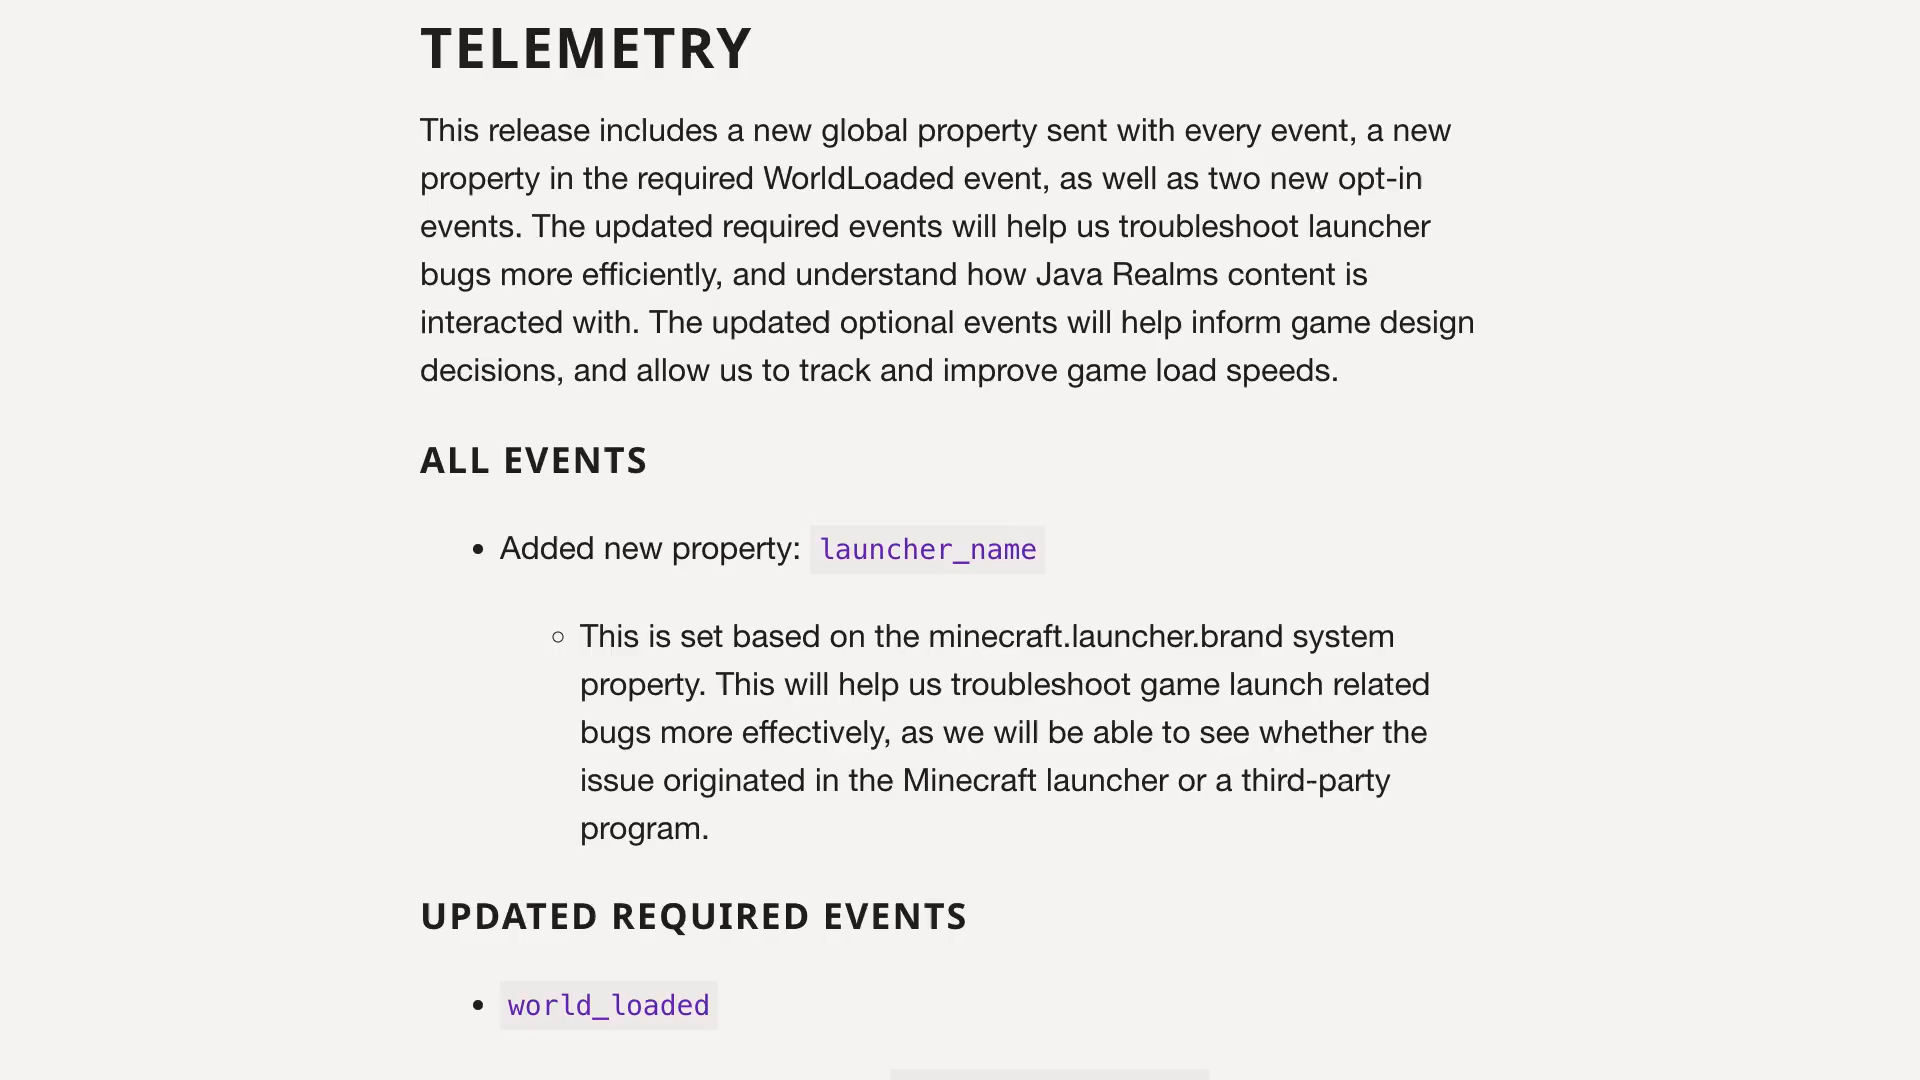 TELEMETRY
This release includes a new global property sent with every event, a new
property in the required WorldLoaded event, as well as two new opt-in
events. The updated required events will help us troubleshoot launcher
bugs more efficiently, and understand how Java Realms content is
interacted with. The updated optional events will help inform game design
decisions, and allow us to track and improve game load speeds.
ALL EVENTS
• Added new property: launcher_name
○ This is set based on the minecraft.launcher.brand system
property. This will help us troubleshoot game launch related
bugs more effectively, as we will be able to see whether the
issue originated in the Minecraft launcher or a third-party
program.
UPDATED REQUIRED EVENTS
• world_loaded